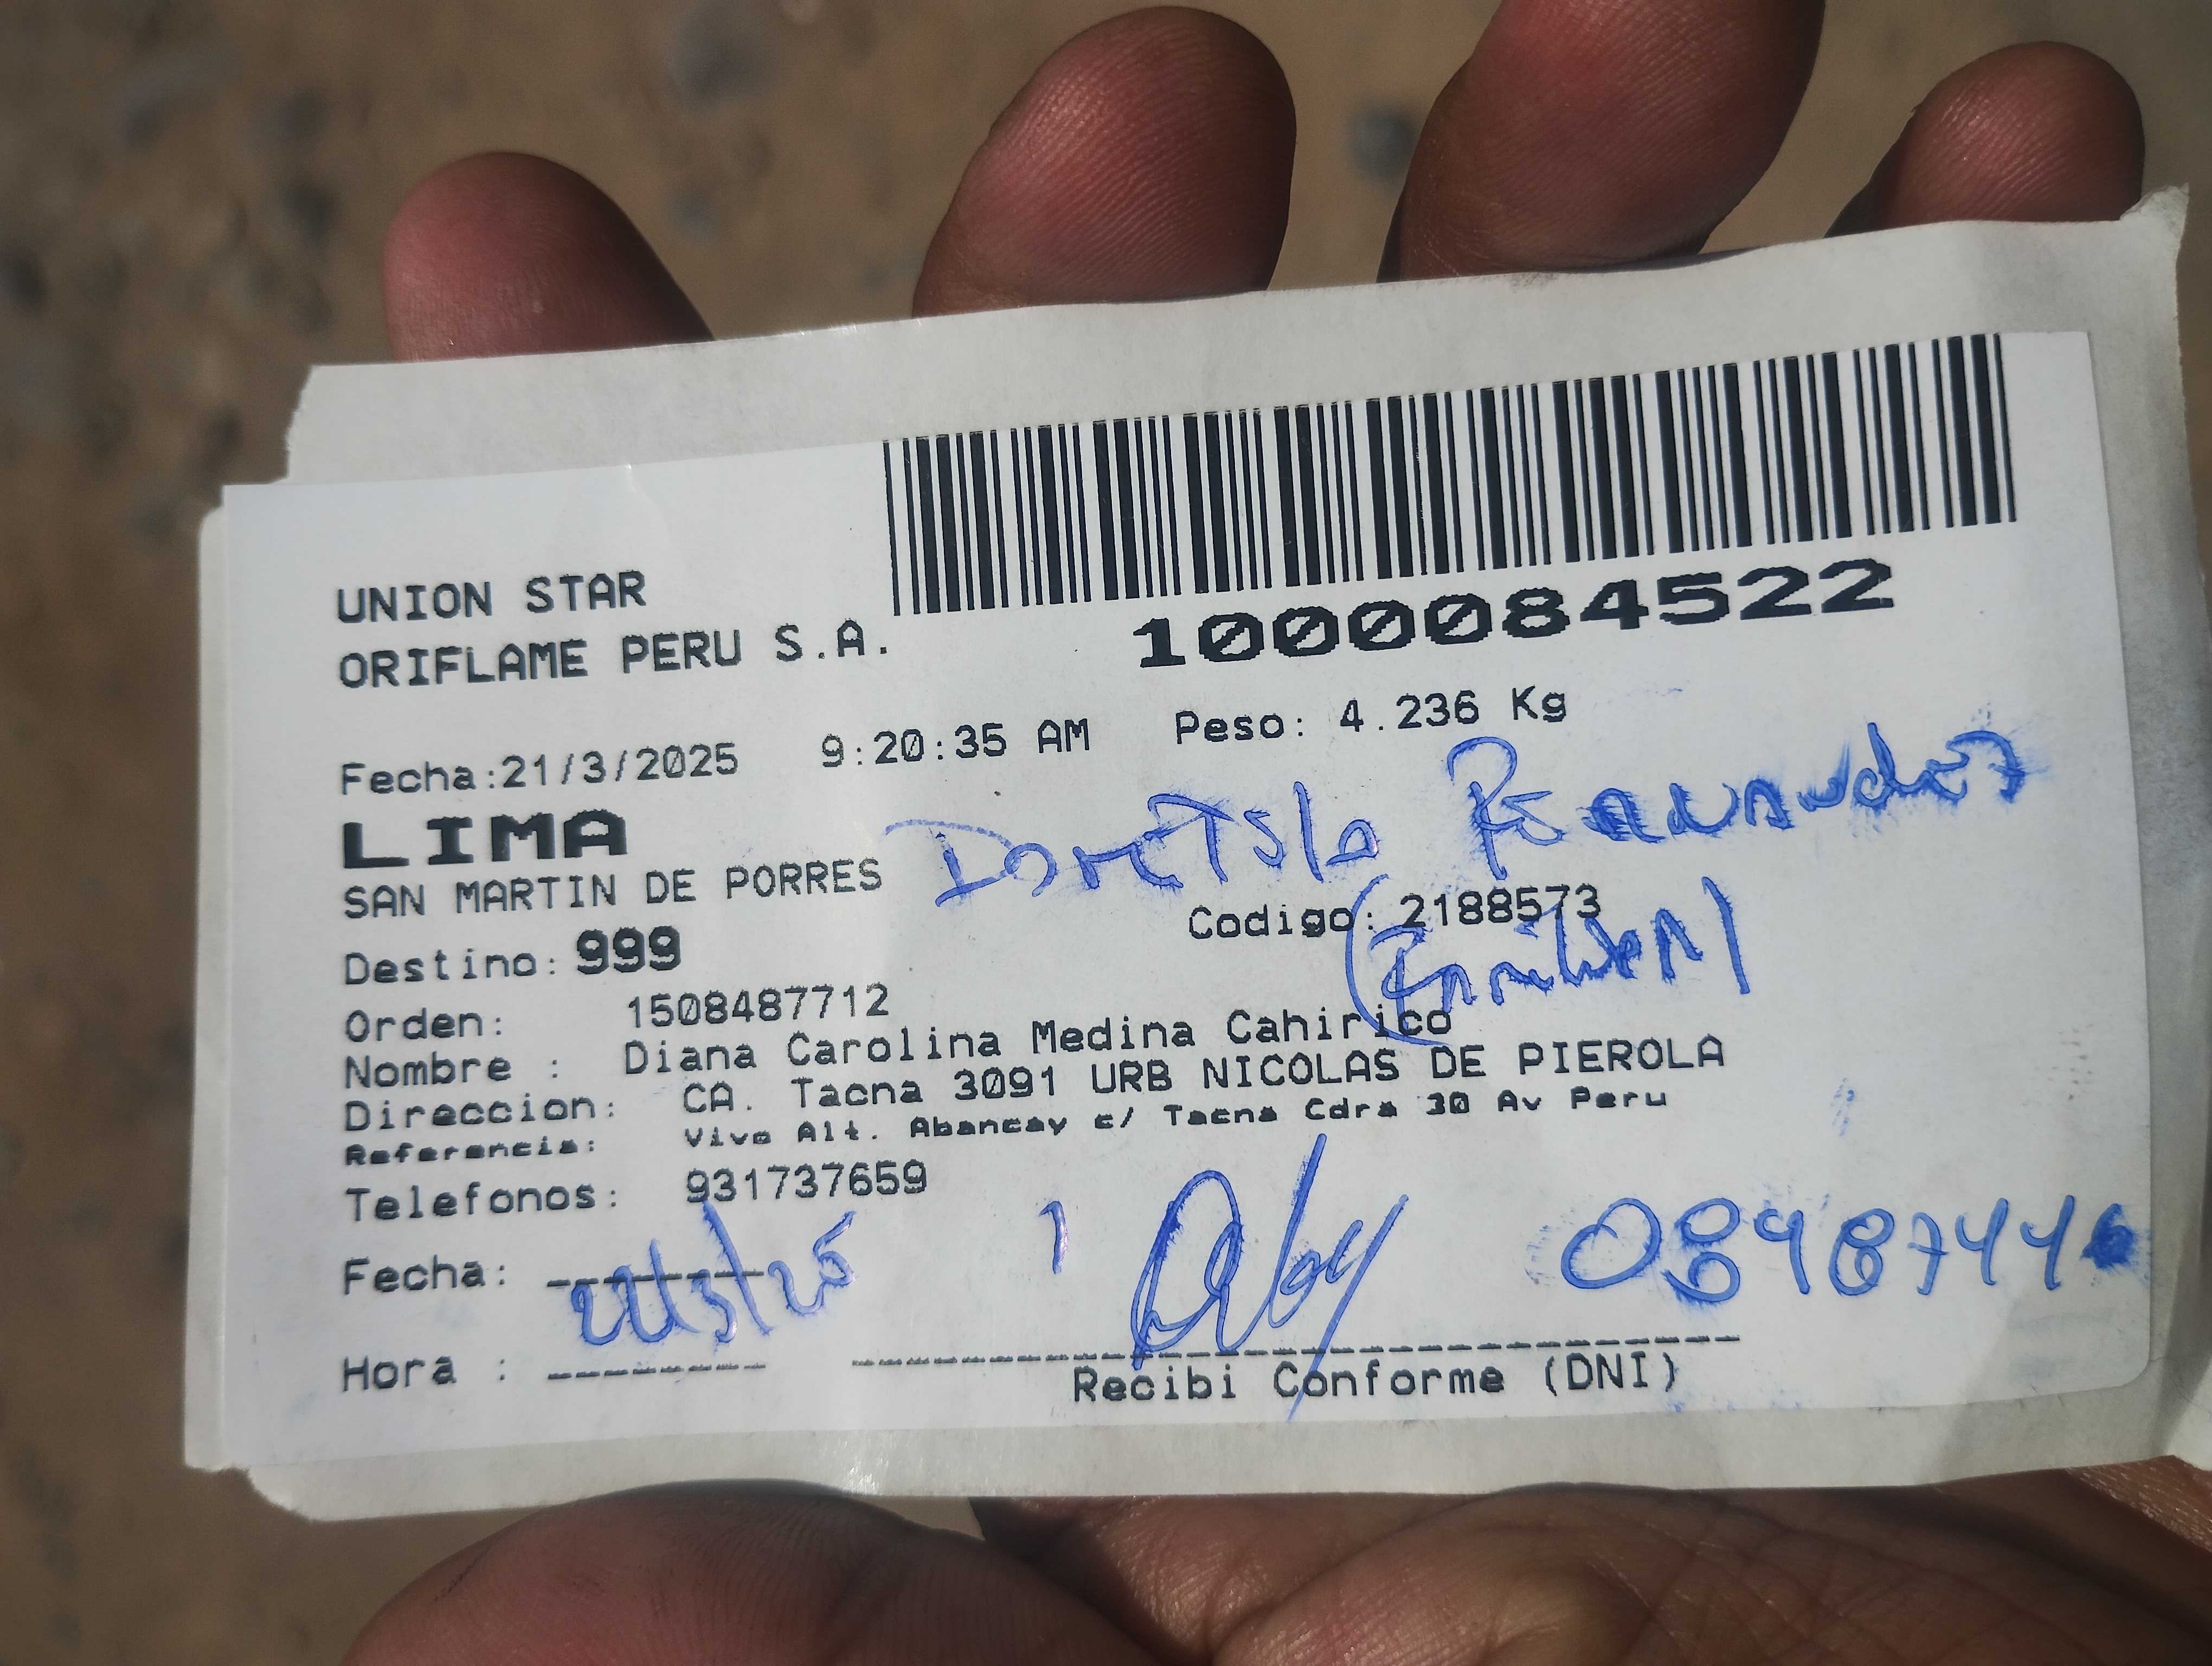 UNION STAR
ORIFLAME PERU S.A.
1000084522
Fecha:21/3/2025 9:20:35 AM Peso: 4.236 Kg
LIMA
SAN MARTIN DE PORRES
Codigo: 2188573
Destino: 999
Orden: 1508487712
Nombre : Diana Carolina Medina Cahirico
Direccion: CA. Tacna 3091 URB NICOLAS DE PIEROLA
Referencia: Vivo Alt. Abancay c/ Tacna Cdra 30 Av Peru
Telefonos: 931737659
Fecha: 22/3/25
Hora :
Recibi Conforme (DNI)